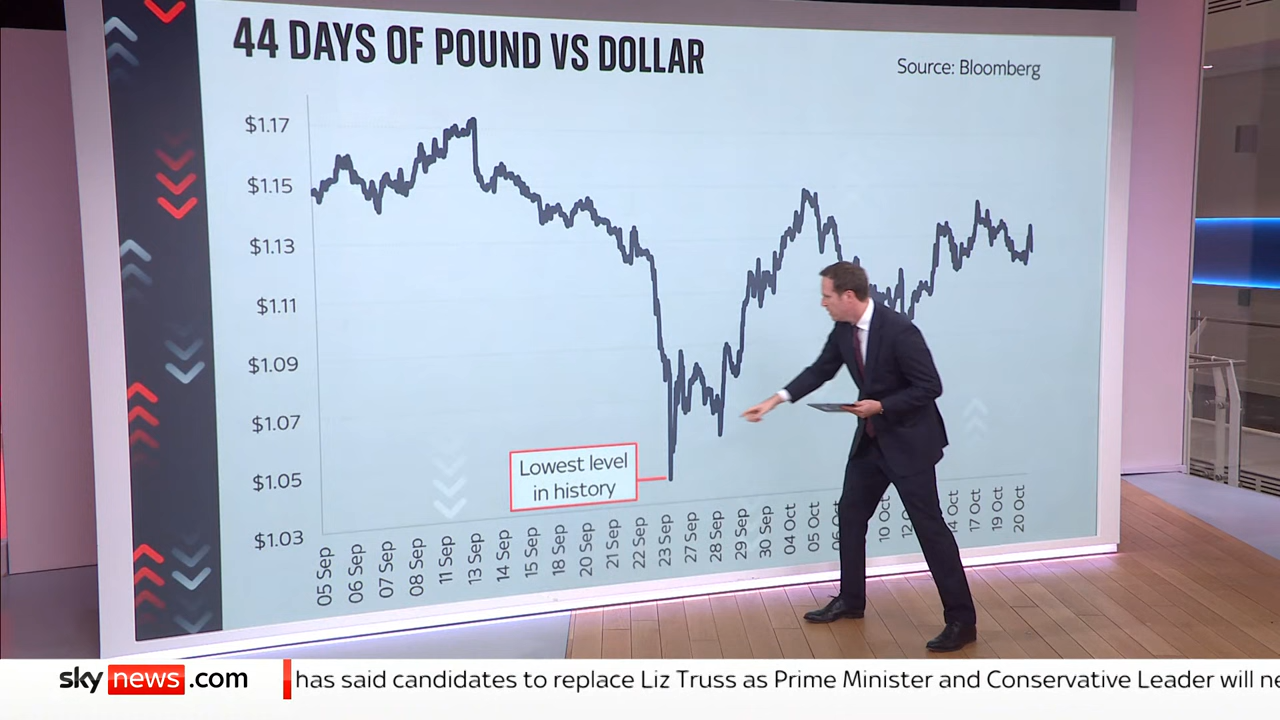 44 DAYS OF POUND VS DOLLAR
Source: Bloomberg
$1.17
$1.15
$1.13
$1.11
$1.09
$1.07
$1.05
$1.03
Lowest level
in history
05 Sep
06 Sep
07 Sep
08 Sep
11 Sep
13 Sep
14 Sep
15 Sep
18 Sep
20 Sep
21 Sep
22 Sep
23 Sep
27 Sep
28 Sep
29 Sep
30 Sep
04 Oct
05 Oct
10 Oct
17 Oct
19 Oct
20 Oct
sky news.com
has said candidates to replace Liz Truss as Prime Minister and Conservative Leader will